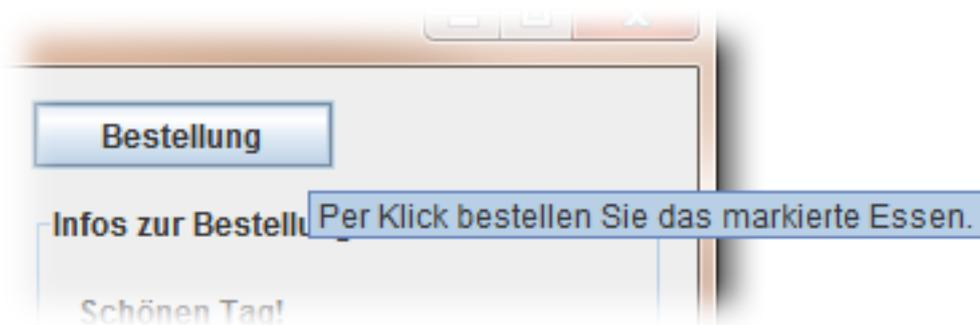 Bestellung
Infos zur Bestellu
Per Klick bestellen Sie das markierte Essen.
Schönen Tag!